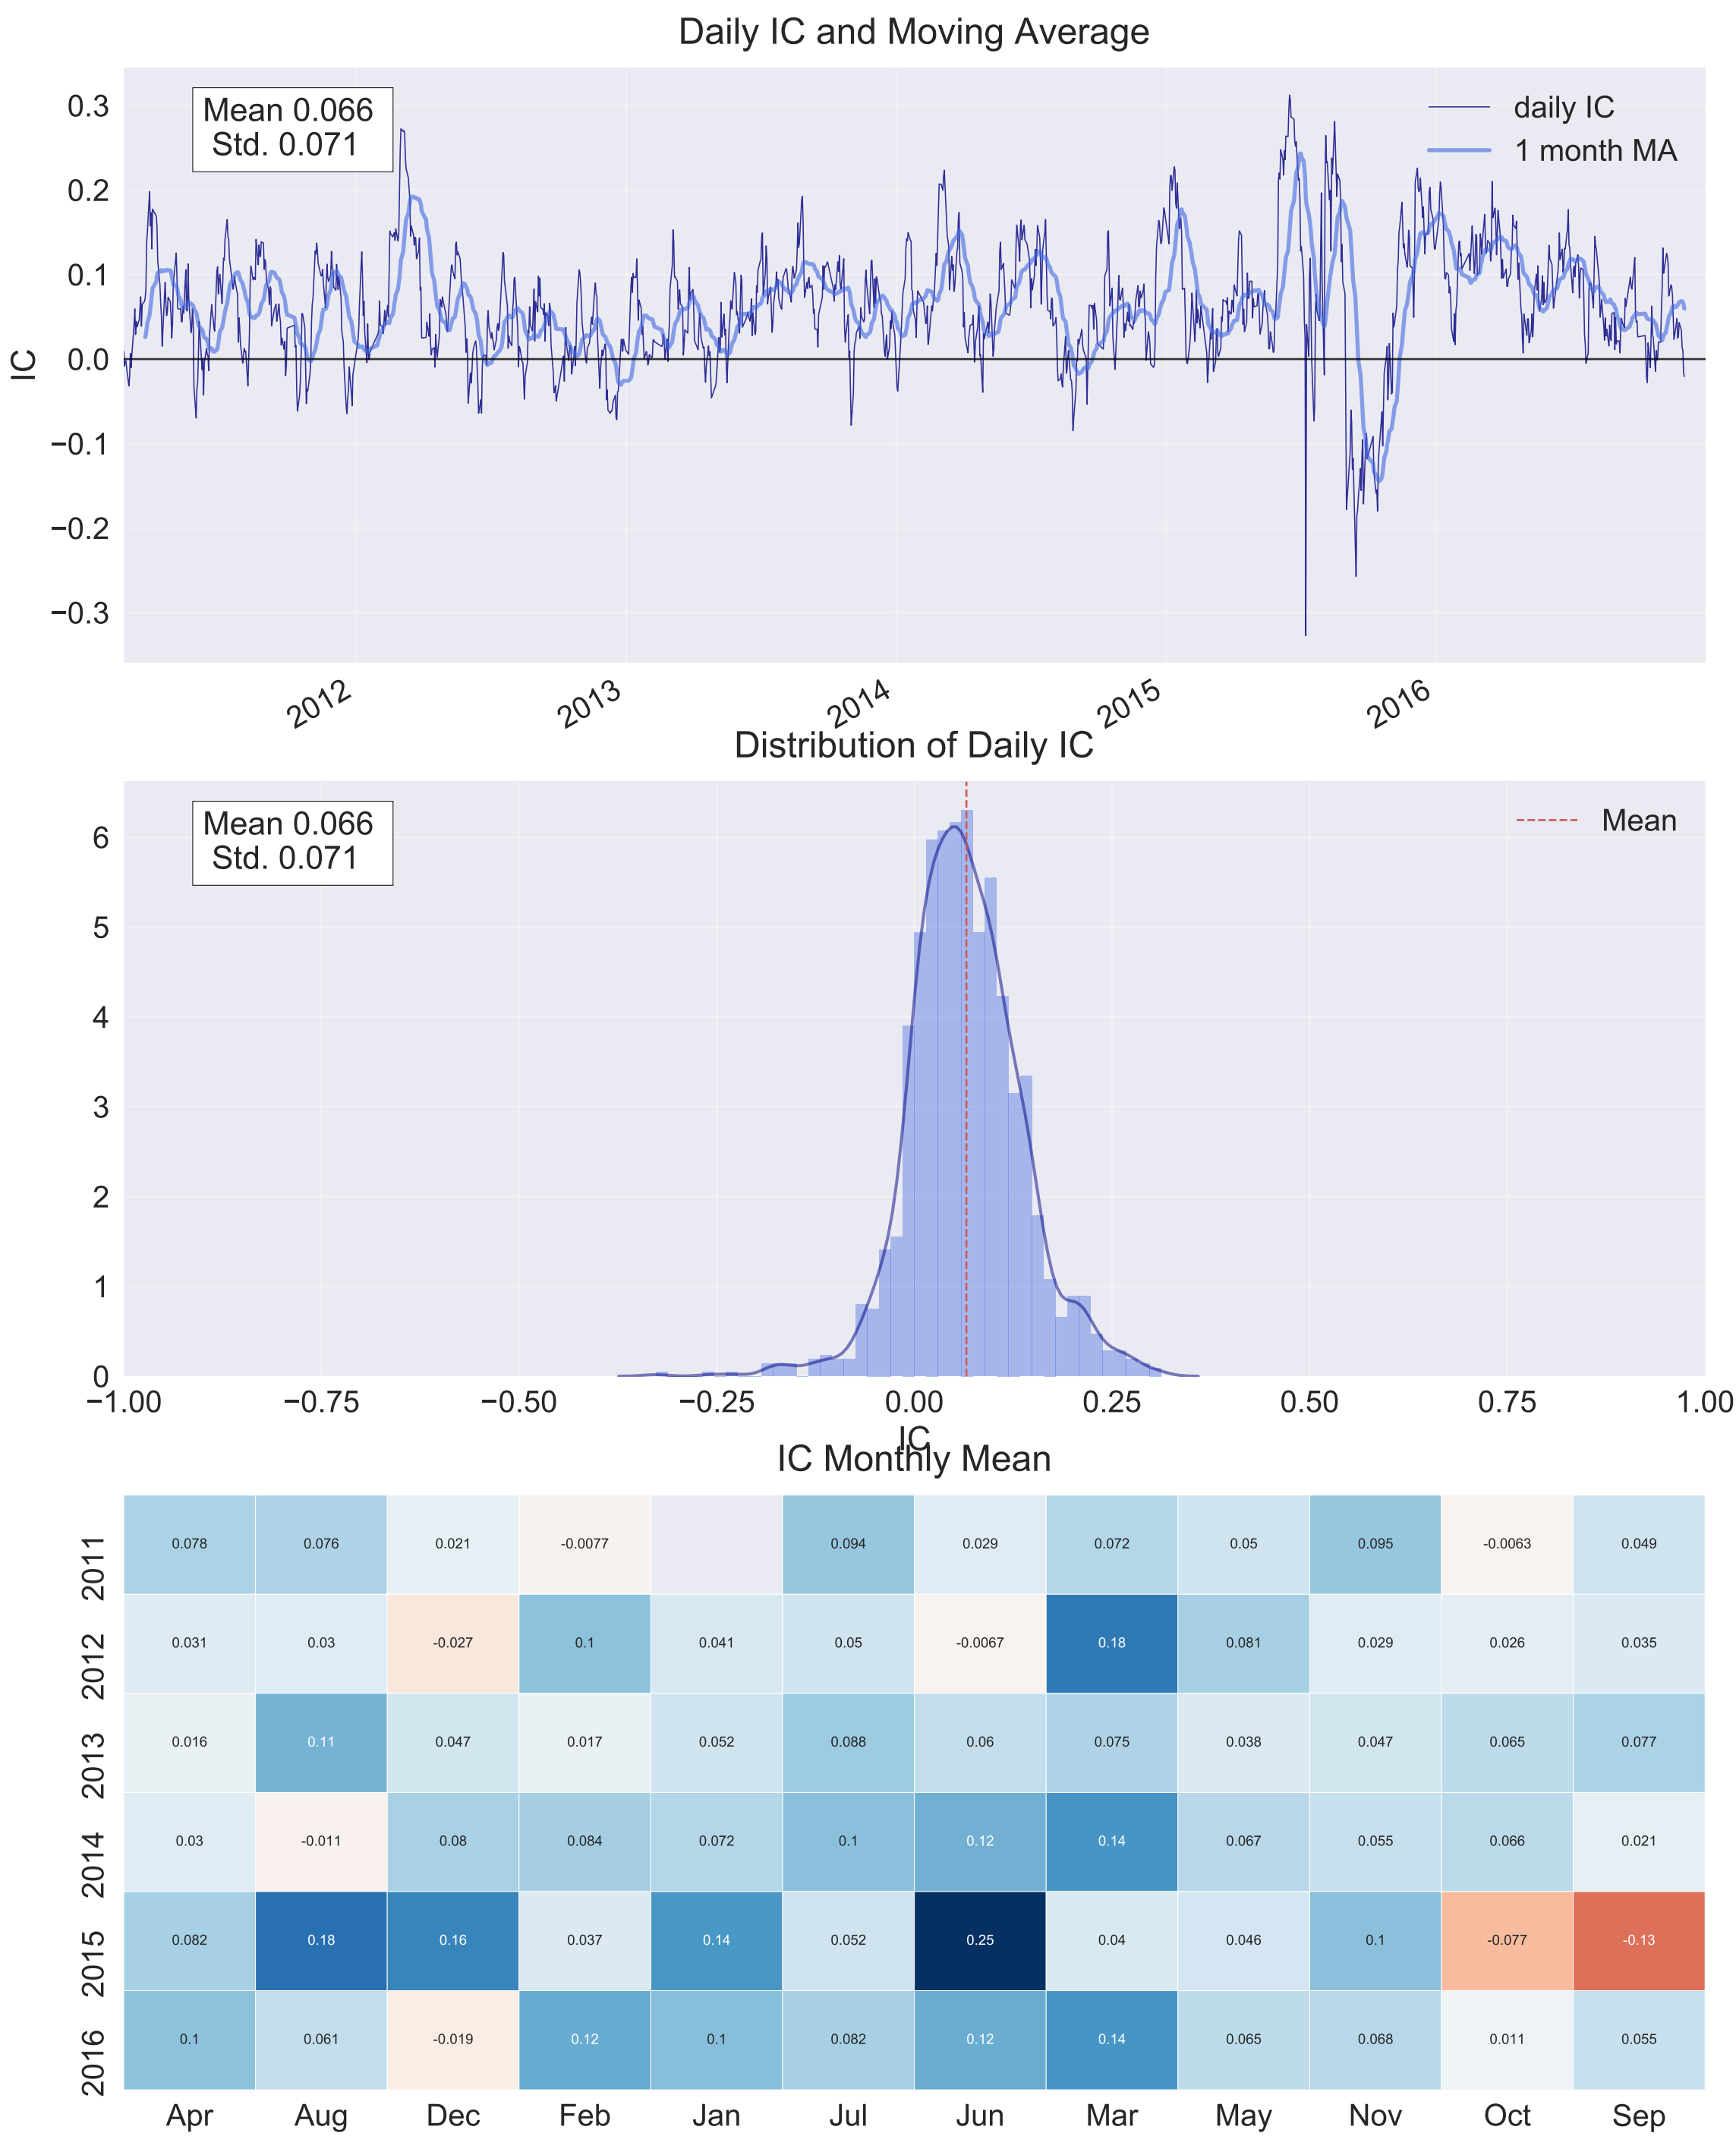 Daily IC and Moving Average
Mean 0.066
Std. 0.071
daily IC
1 month MA
IC
0.3
0.2
0.1
0.0
−0.1
−0.2
−0.3
2012 2013 2014 2015 2016
Distribution of Daily IC
Mean 0.066
Std. 0.071
Mean
6
5
4
3
2
1
0
−1.00 −0.75 −0.50 −0.25 0.00 0.25 0.50 0.75 1.00
IC
IC Monthly Mean
2011 0.078 0.076 0.021 -0.0077 0.094 0.029 0.072 0.05 0.095 -0.0063 0.049
2012 0.031 0.03 -0.027 0.1 0.041 0.05 -0.0067 0.18 0.081 0.029 0.026 0.035
2013 0.016 0.11 0.047 0.017 0.052 0.088 0.06 0.075 0.038 0.047 0.065 0.077
2014 0.03 -0.011 0.08 0.084 0.072 0.1 0.12 0.14 0.067 0.055 0.066 0.021
2015 0.082 0.18 0.16 0.037 0.14 0.052 0.25 0.04 0.046 0.1 -0.077 -0.13
2016 0.1 0.061 -0.019 0.12 0.1 0.082 0.12 0.14 0.065 0.068 0.011 0.055
Apr Aug Dec Feb Jan Jul Jun Mar May Nov Oct Sep